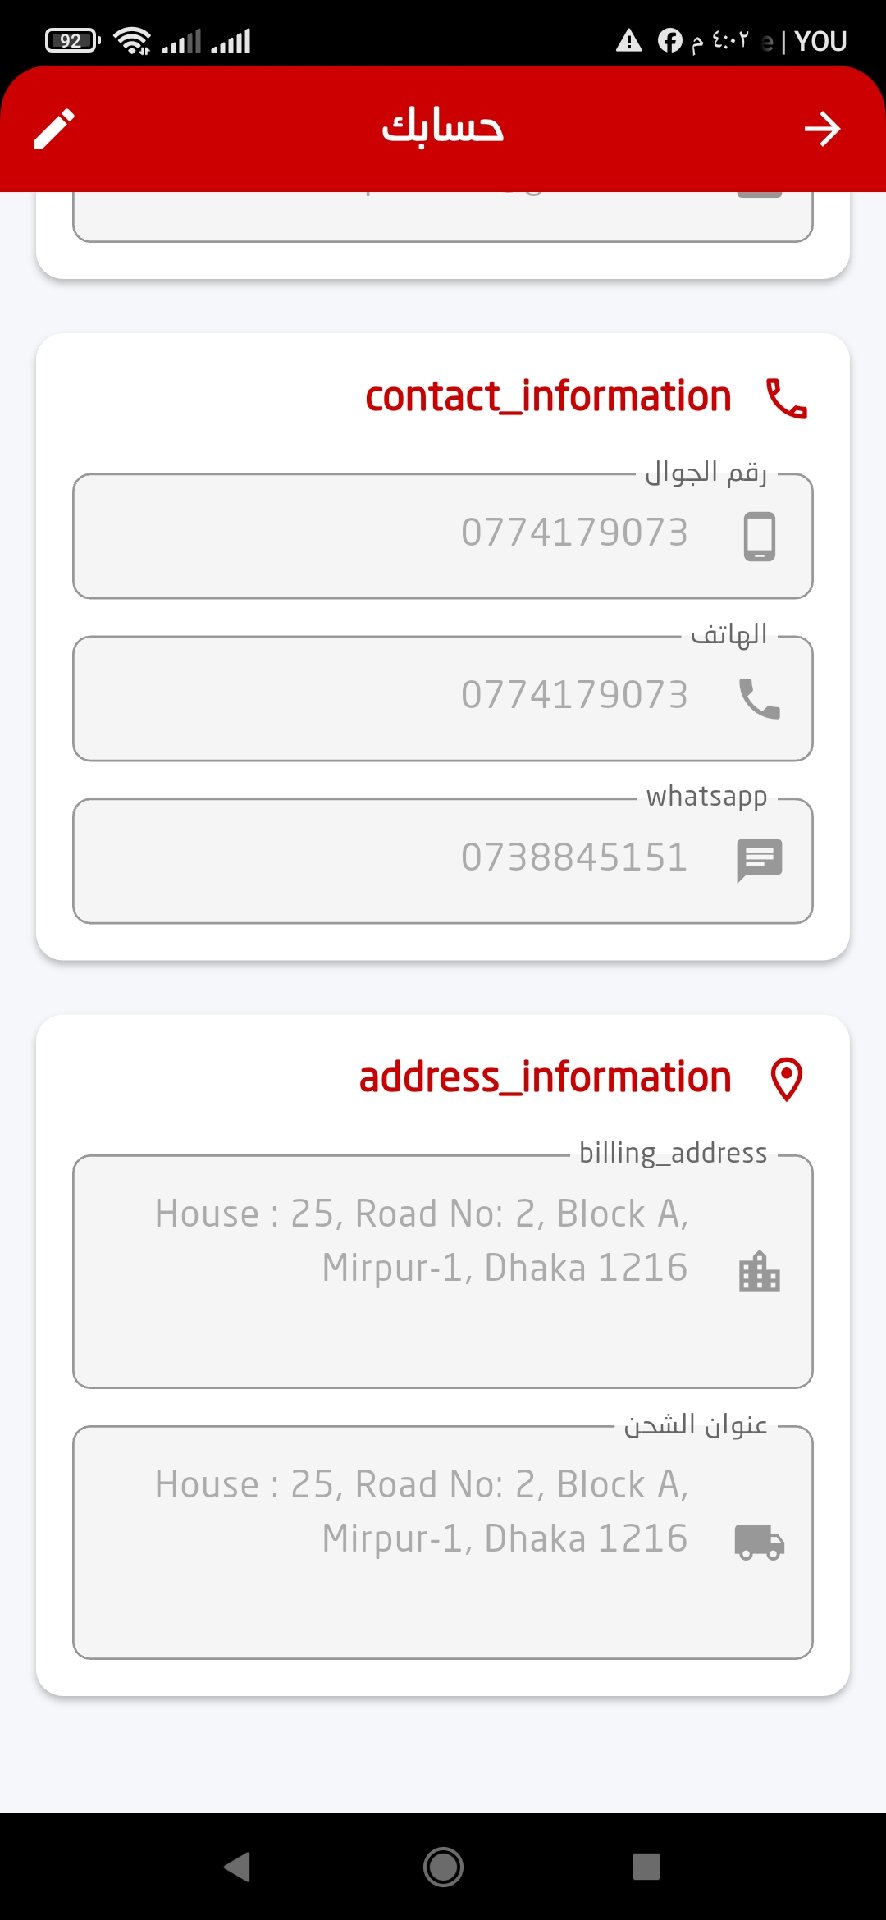 92 م ٤:٠٢ e | YOU
حسابك
contact_information
رقم الجوال
0774179073
الهاتف
0774179073
whatsapp
0738845151
address_information
billing_address
House : 25, Road No: 2, Block A,
Mirpur-1, Dhaka 1216
عنوان الشحن
House : 25, Road No: 2, Block A,
Mirpur-1, Dhaka 1216